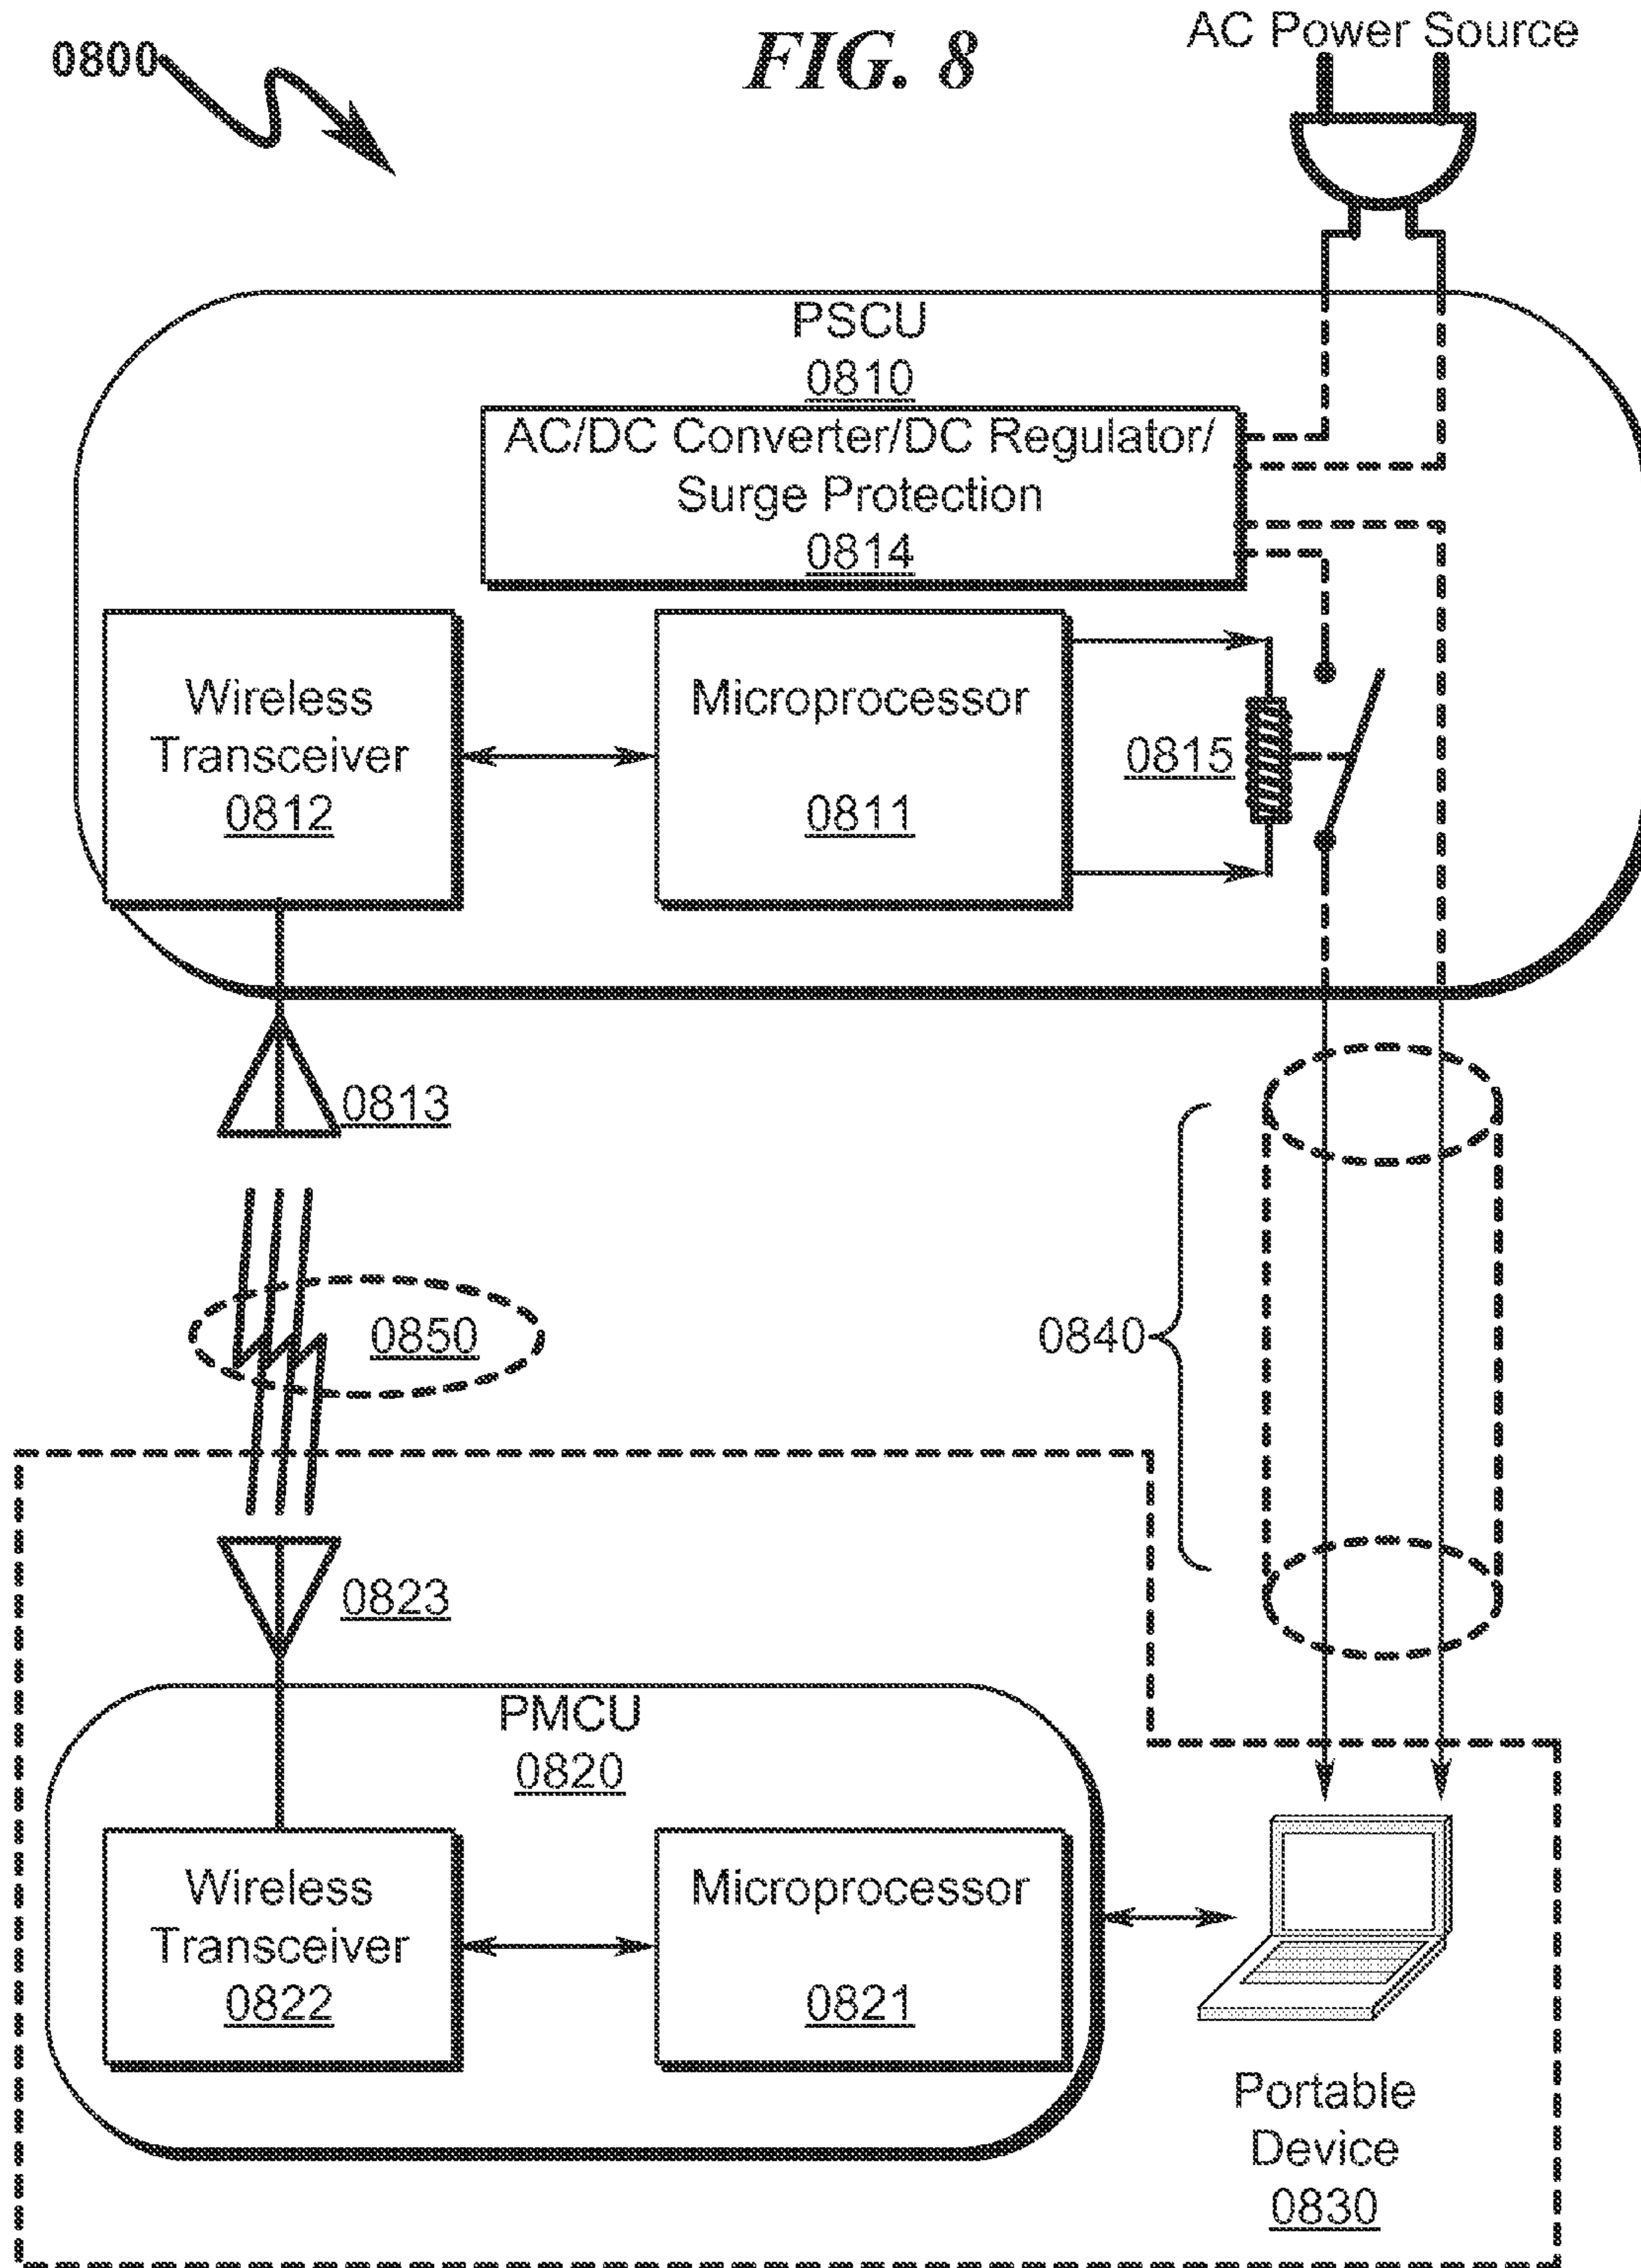 0800
FIG. 8
AC Power Source
PSCU
0810
AC/DC Converter/DC Regulator/
Surge Protection
0814
Wireless
Transceiver
0812
Microprocessor
0811
0815
0813
0850
0840
0823
PMCU
0820
Wireless
Transceiver
0822
Microprocessor
0821
Portable
Device
0830